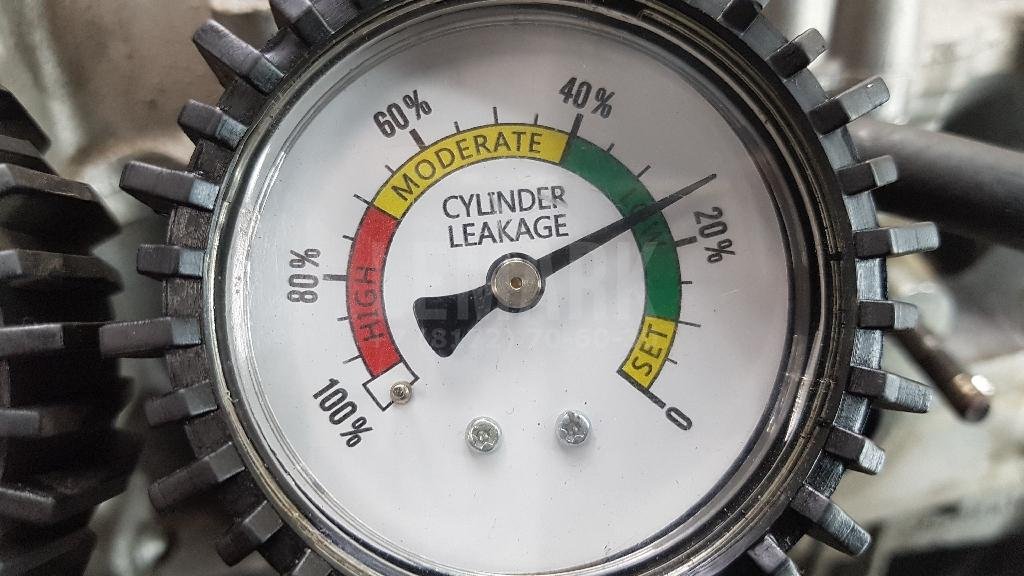 40%
60%
MODERATE
CYLINDER
LEAKAGE
20%
80%
HIGH
SET
100%
0